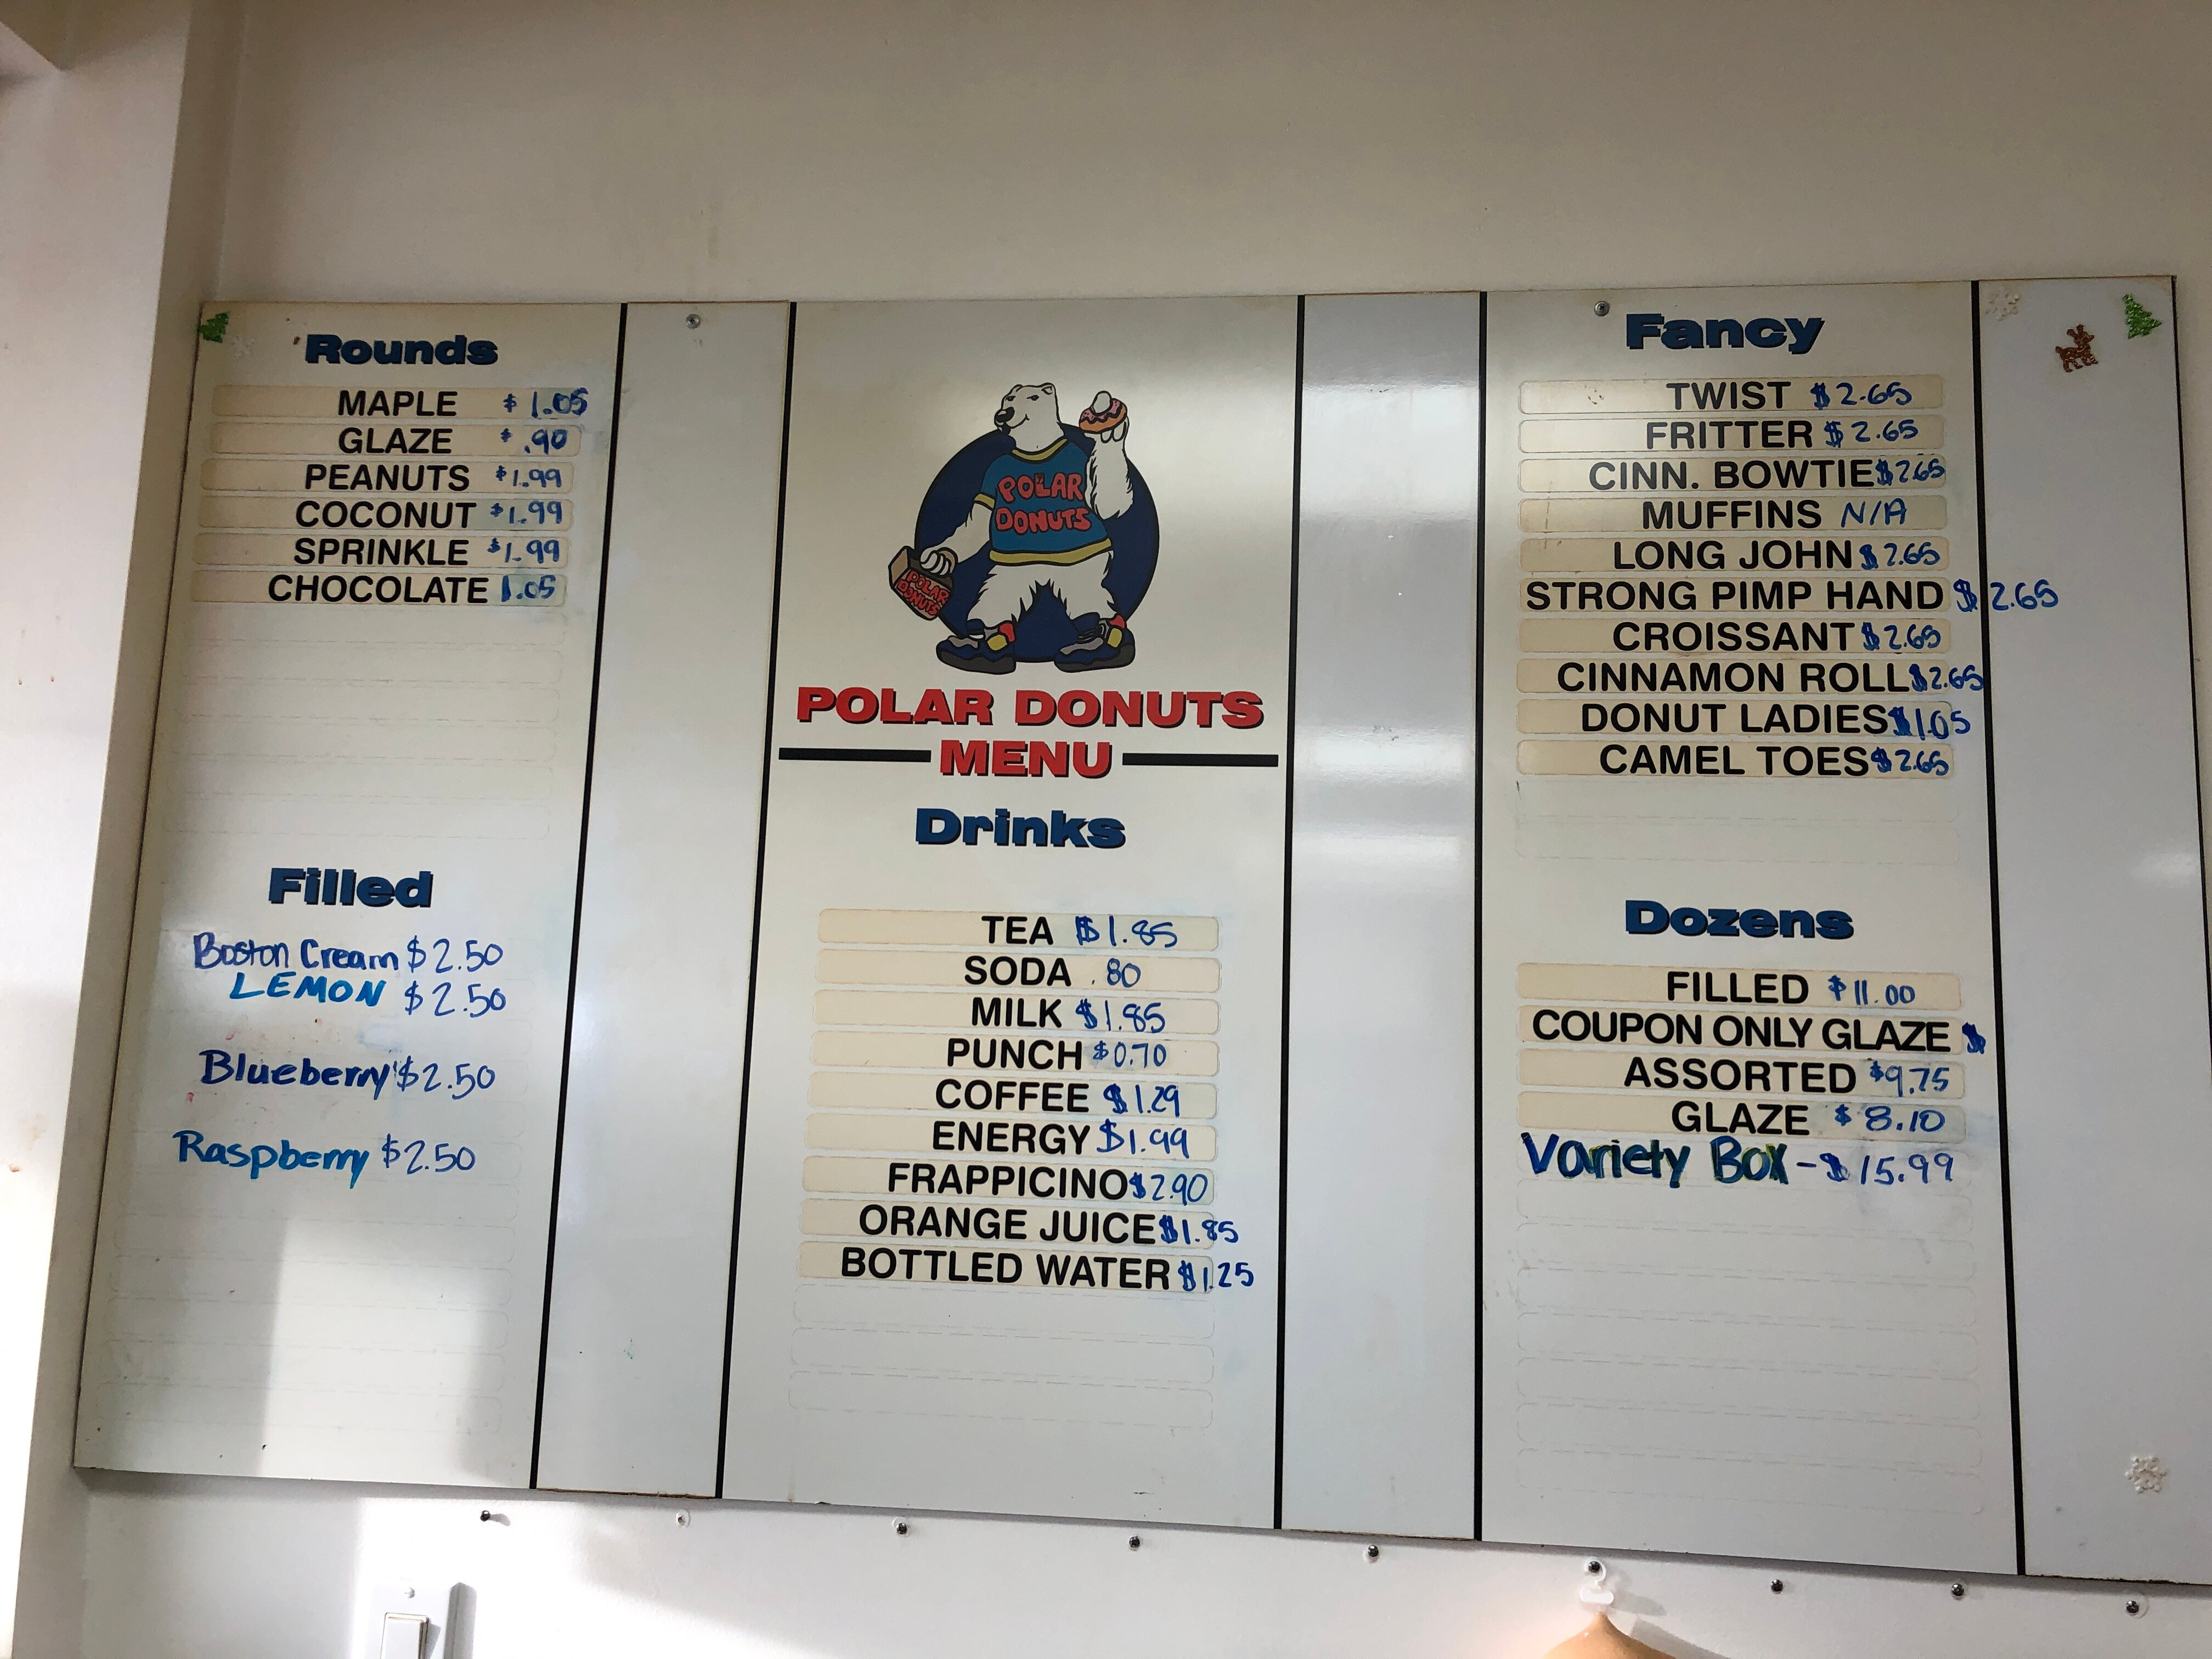 Rounds
MAPLE $1.05
GLAZE $.90
PEANUTS $1.99
COCONUT $1.99
SPRINKLE $1.99
CHOCOLATE 1.05
Filled
Boston Cream $2.50
LEMON $2.50
Blueberry $2.50
Raspberry $2.50
POLAR
DONUTS
POLAR
DONUTS
POLAR DONUTS
MENU
Drinks
TEA $1.85
SODA .80
MILK $1.85
PUNCH $0.70
COFFEE $1.29
ENERGY $1.99
FRAPPICINO $2.90
ORANGE JUICE $1.85
BOTTLED WATER $1.25
Fancy
TWIST $2.65
FRITTER $2.65
CINN. BOWTIE $2.65
MUFFINS N/A
LONG JOHN $2.65
STRONG PIMP HAND $2.65
CROISSANT $2.65
CINNAMON ROLL $2.65
DONUT LADIES $1.05
CAMEL TOES $2.65
Dozens
FILLED $11.00
COUPON ONLY GLAZE $
ASSORTED $9.75
GLAZE $8.10
Variety Box - $15.99